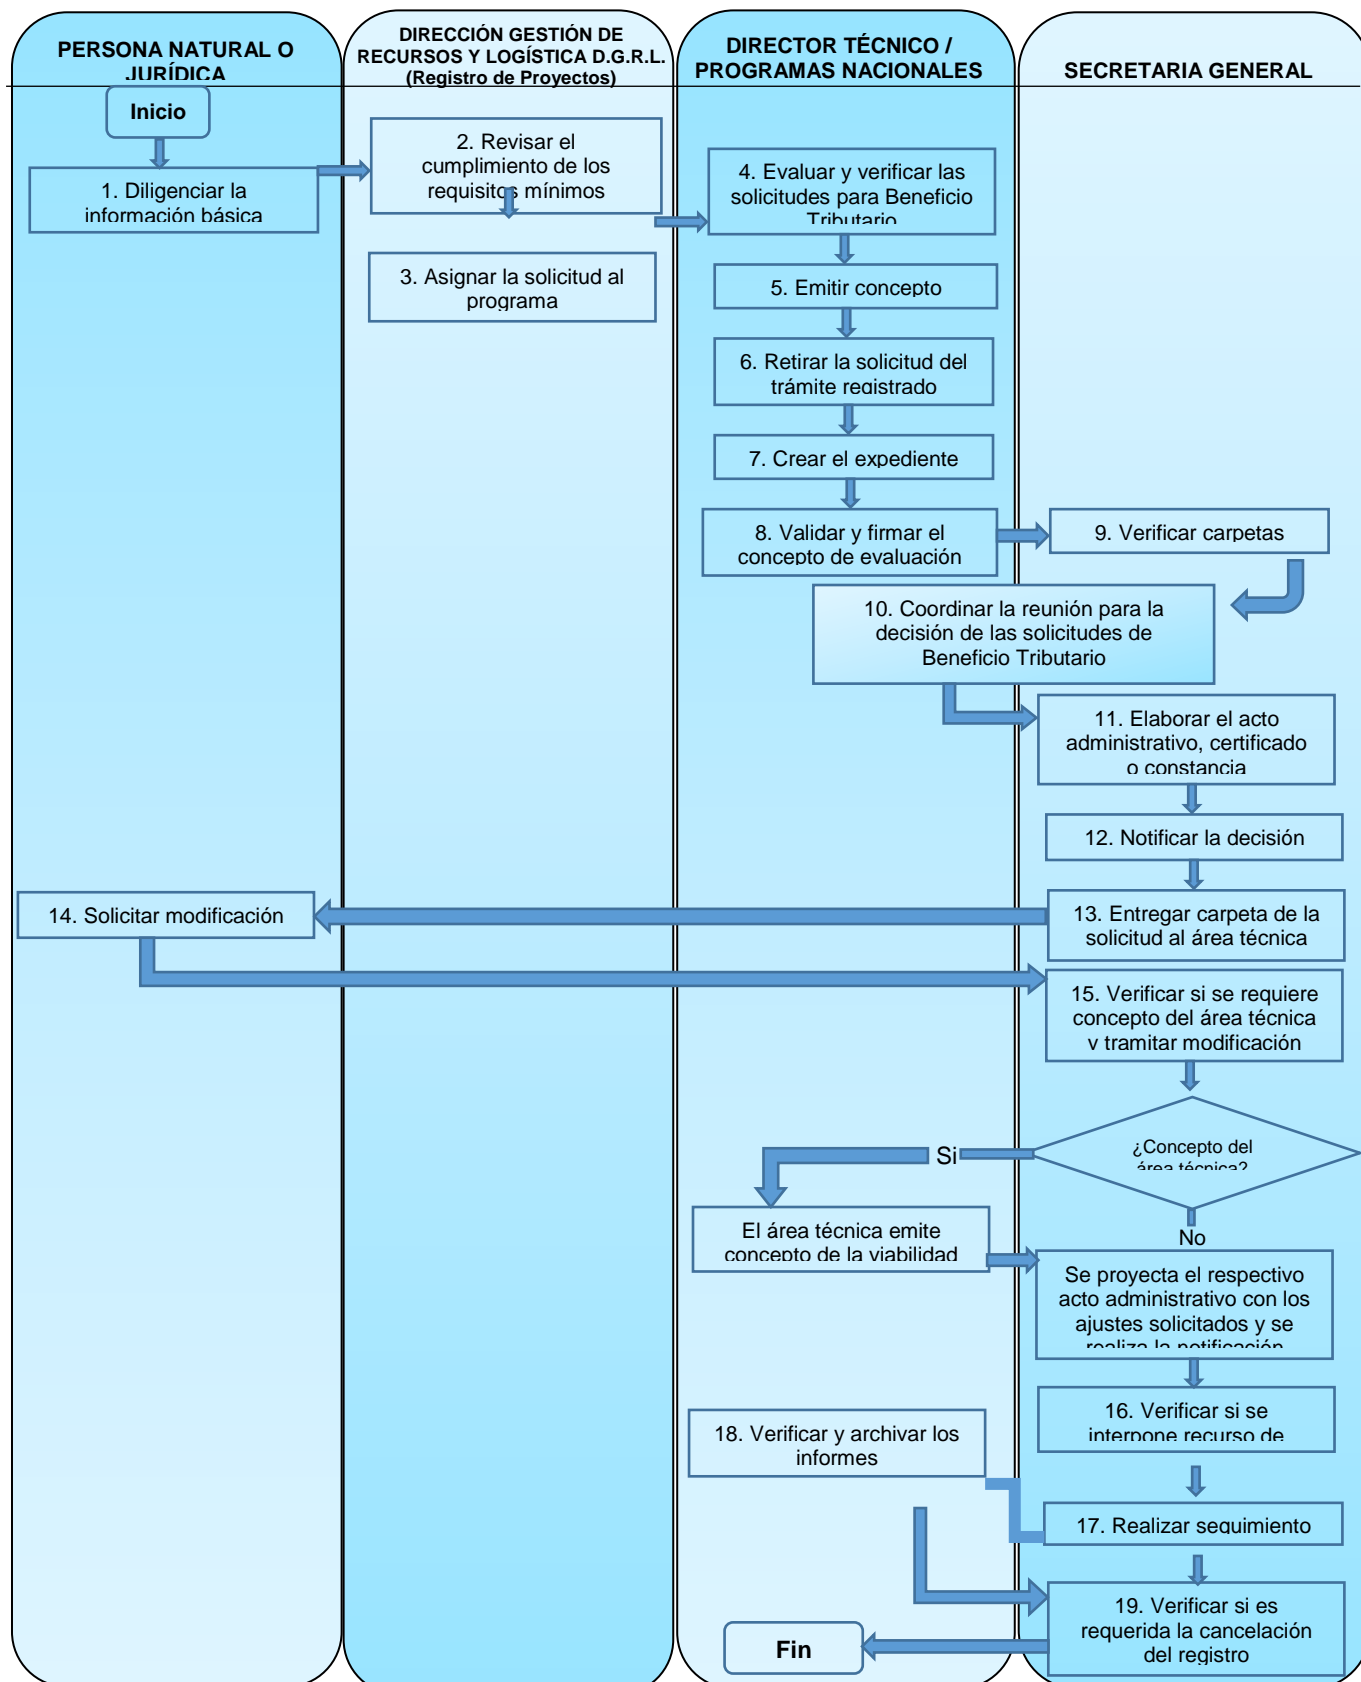 PERSONA NATURAL O
JURÍDICA
DIRECCIÓN GESTIÓN DE
RECURSOS Y LOGÍSTICA D.G.R.L.
(Registro de Proyectos)
DIRECTOR TÉCNICO /
PROGRAMAS NACIONALES
SECRETARIA GENERAL
Inicio
1. Diligenciar la
información básica
2. Revisar el
cumplimiento de los
requisitos mínimos
3. Asignar la solicitud al
programa
4. Evaluar y verificar las
solicitudes para Beneficio
Tributario
5. Emitir concepto
6. Retirar la solicitud del
trámite registrado
7. Crear el expediente
8. Validar y firmar el
concepto de evaluación
9. Verificar carpetas
10. Coordinar la reunión para la
decisión de las solicitudes de
Beneficio Tributario
11. Elaborar el acto
administrativo, certificado
o constancia
12. Notificar la decisión
13. Entregar carpeta de la
solicitud al área técnica
14. Solicitar modificación
15. Verificar si se requiere
concepto del área técnica
y tramitar modificación
¿Concepto del
área técnica?
Si
No
El área técnica emite
concepto de la viabilidad
Se proyecta el respectivo
acto administrativo con los
ajustes solicitados y se
realiza la notificación
16. Verificar si se
interpone recurso de
17. Realizar seguimiento
18. Verificar y archivar los
informes
19. Verificar si es
requerida la cancelación
del registro
Fin